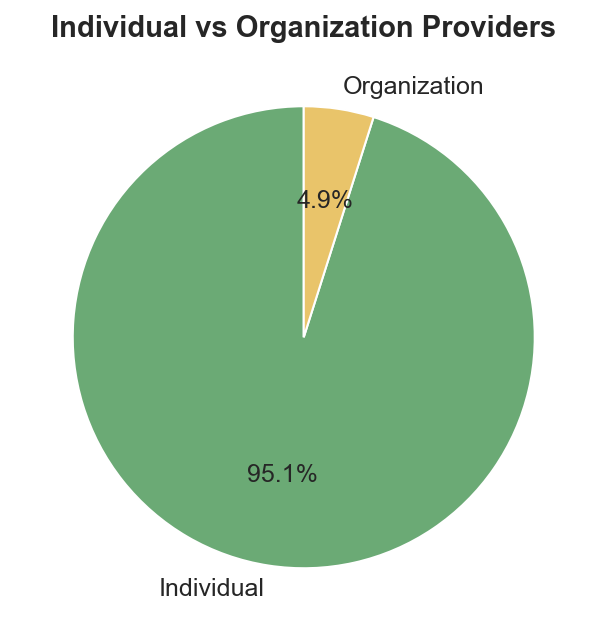 Individual vs Organization Providers
Organization
4.9%
95.1%
Individual